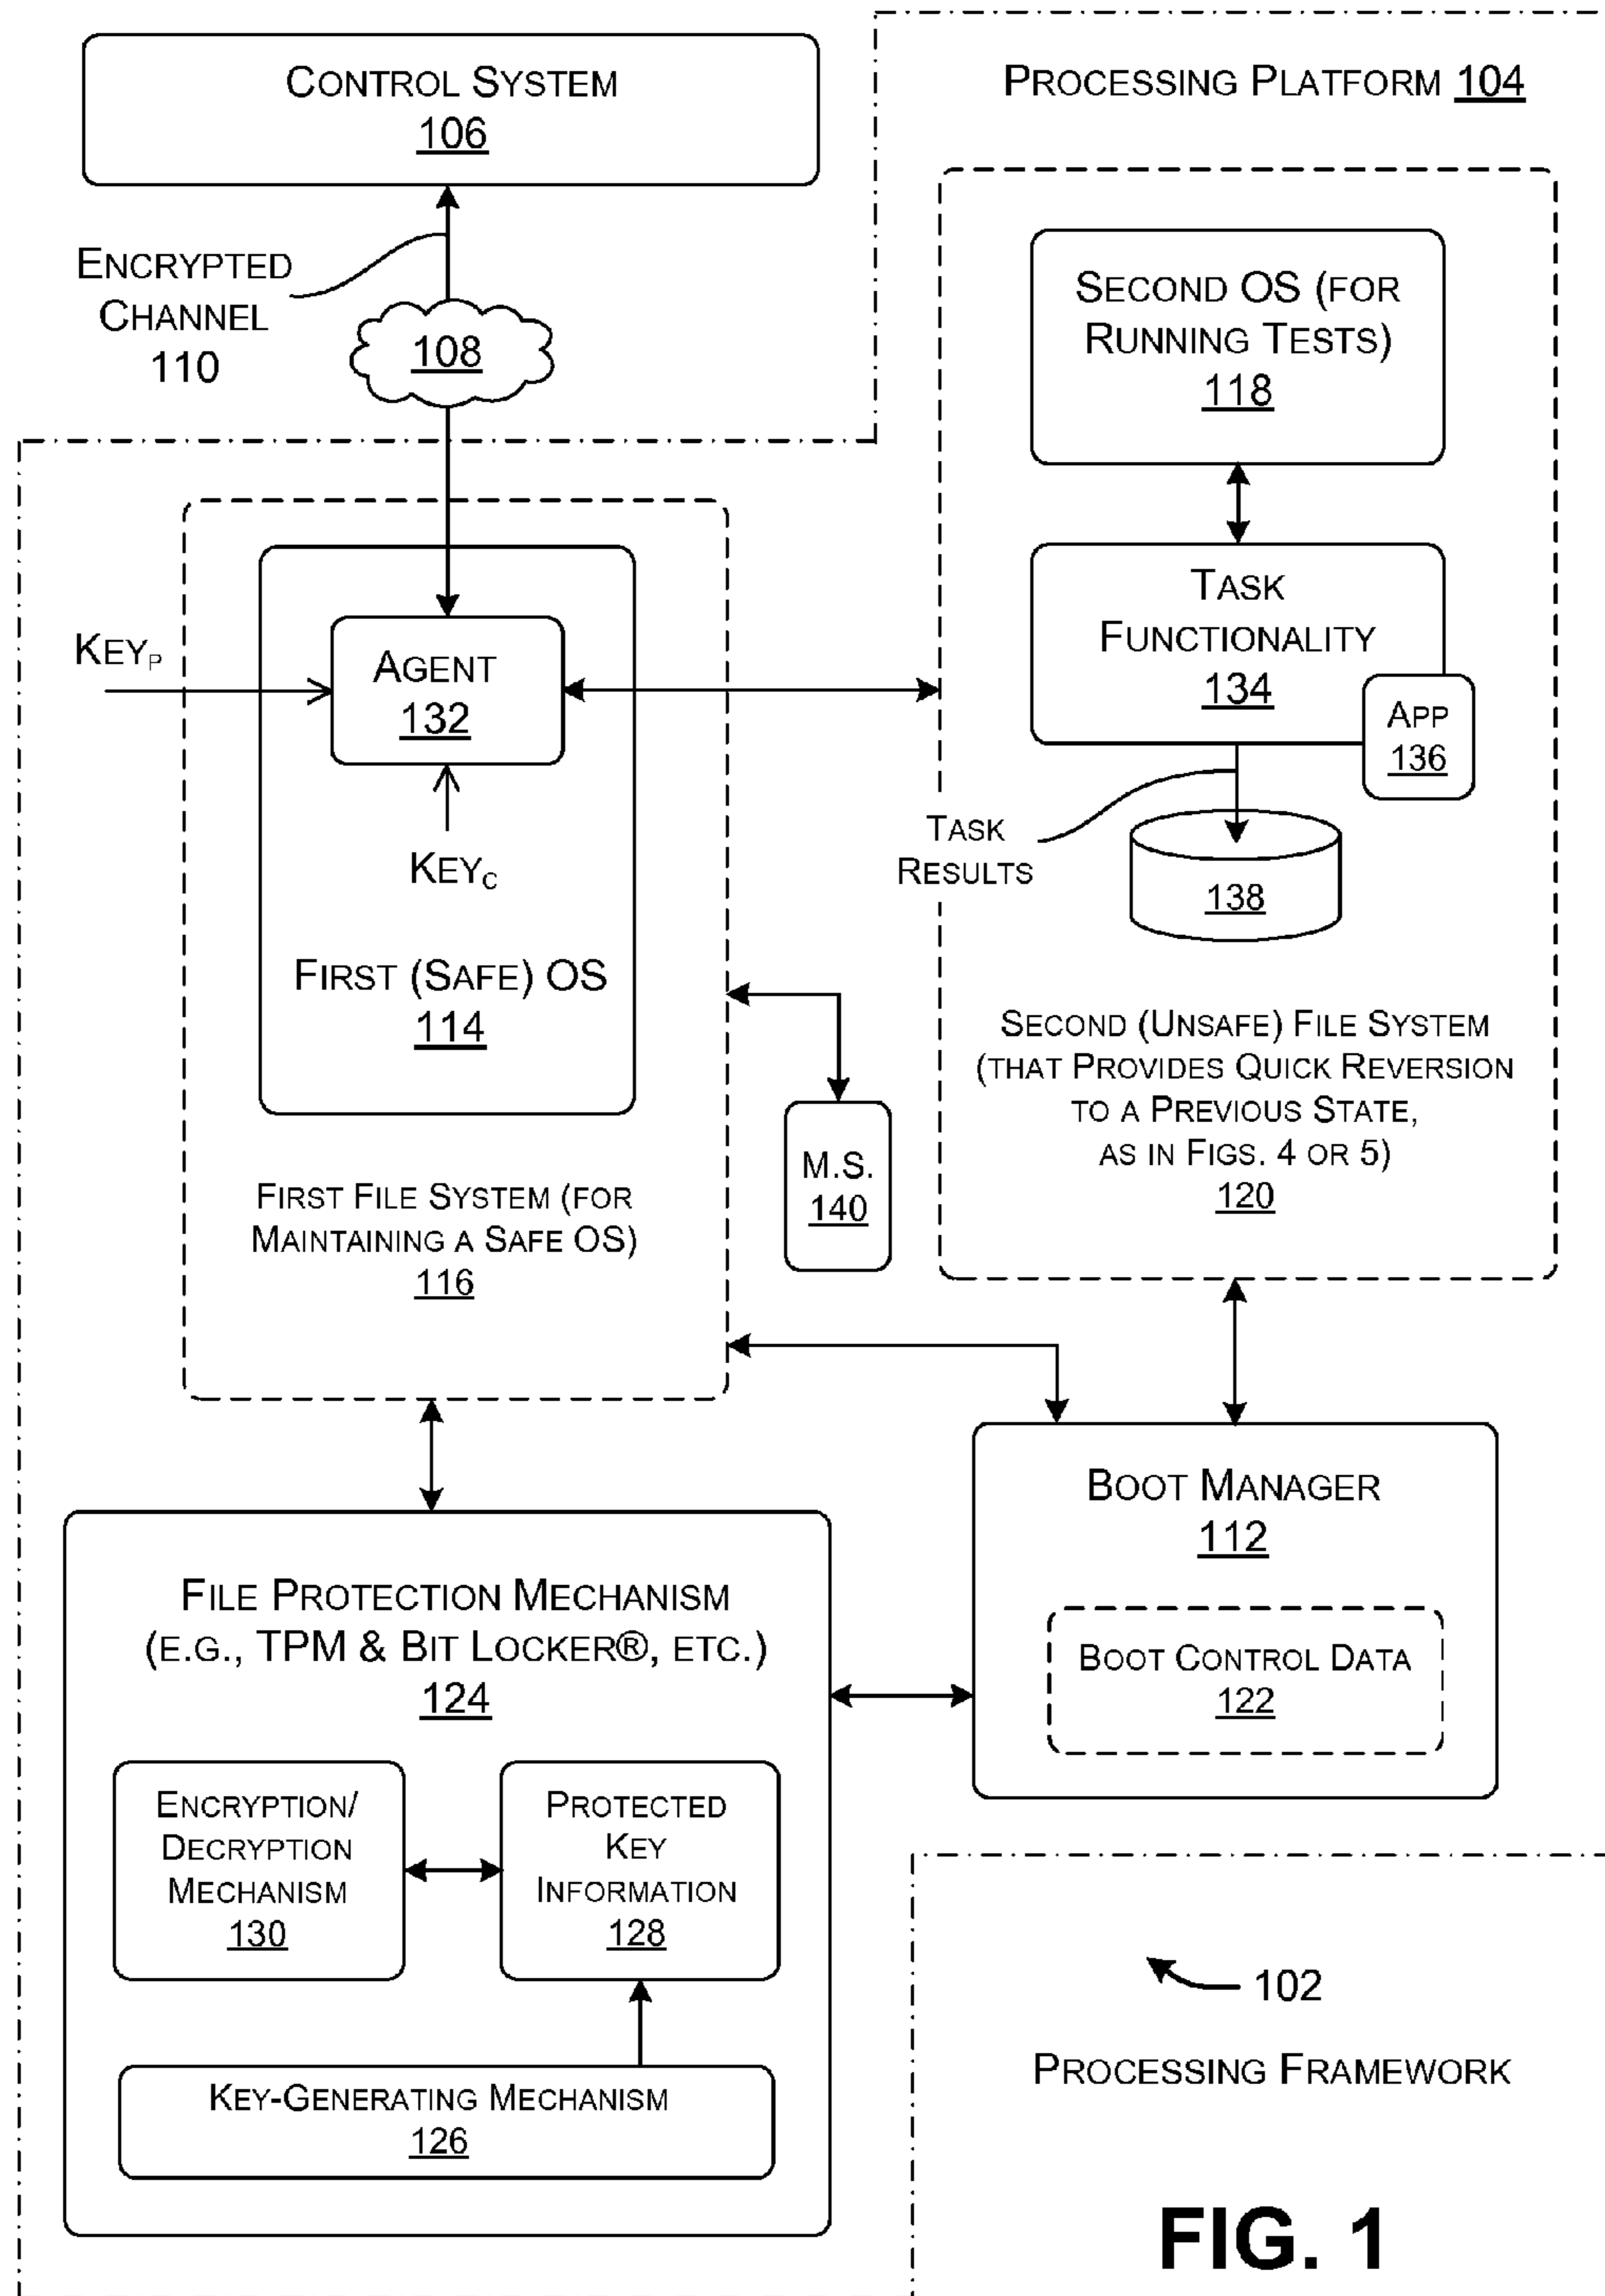 CONTROL SYSTEM
106
PROCESSING PLATFORM 104
ENCRYPTED
CHANNEL
110
108
SECOND OS (FOR
RUNNING TESTS)
118
TASK
FUNCTIONALITY
134
APP
136
TASK
RESULTS
138
SECOND (UNSAFE) FILE SYSTEM
(THAT PROVIDES QUICK REVERSION
TO A PREVIOUS STATE,
AS IN FIGS. 4 OR 5)
120
KEYP
AGENT
132
KEYC
FIRST (SAFE) OS
114
FIRST FILE SYSTEM (FOR
MAINTAINING A SAFE OS)
116
M.S.
140
BOOT MANAGER
112
BOOT CONTROL DATA
122
FILE PROTECTION MECHANISM
(E.G., TPM & BIT LOCKER®, ETC.)
124
ENCRYPTION/
DECRYPTION
MECHANISM
130
PROTECTED
KEY
INFORMATION
128
KEY-GENERATING MECHANISM
126
102
PROCESSING FRAMEWORK
FIG. 1